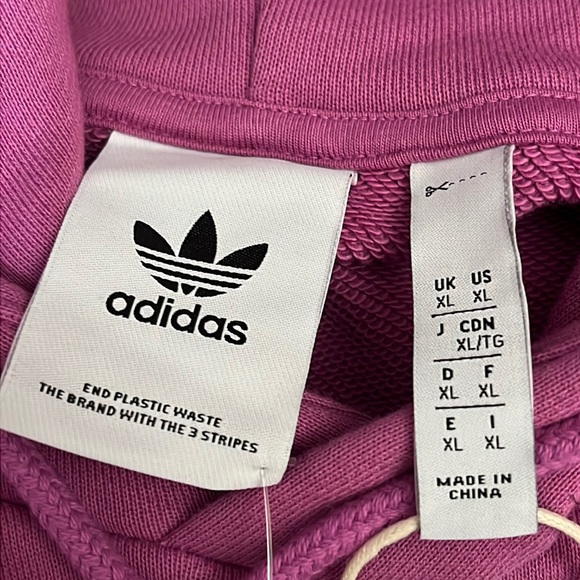 adidas
END PLASTIC WASTE
THE BRAND WITH THE 3 STRIPES
UK US
XL XL
J CDN
XL/TG
D F
XL XL
E I
XL XL
MADE IN
CHINA